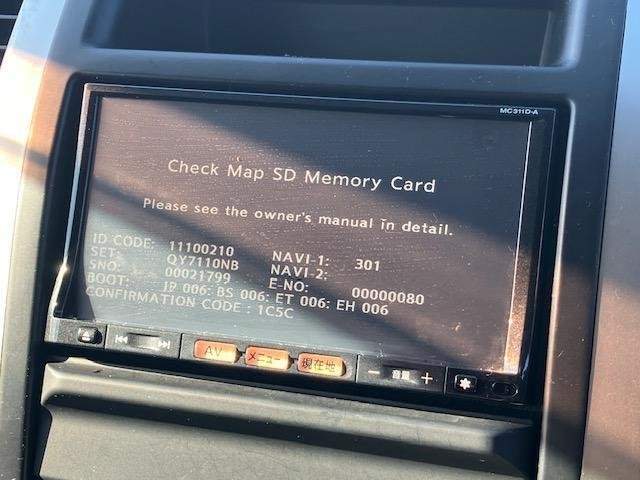 MC311D-A
Check Map SD Memory Card
Please see the owner's manual in detail.
ID CODE: 11100210 NAVI-1: 301
SET: QY7110NB NAVI-2:
SNO: 00021799 E-NO: 00000080
BOOT: JP 006: BS 006: ET 006: EH 006
CONFIRMATION CODE : 1C5C
AV メニュー 現在地 − 音量 +